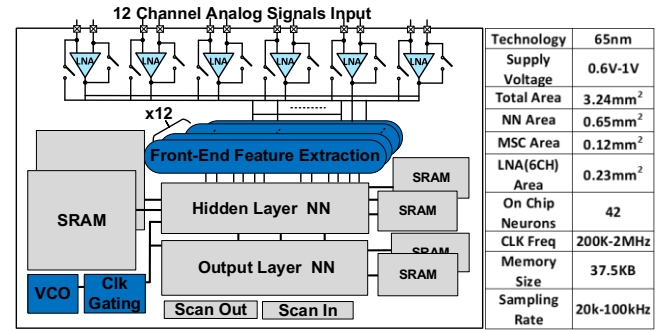 12 Channel Analog Signals Input
LNA LNA LNA LNA LNA LNA
x12
Front-End Feature Extraction
SRAM
SRAM
Hidden Layer NN
SRAM
SRAM
Output Layer NN
SRAM
VCO
Clk
Gating
Scan Out
Scan In
Technology 65nm
Supply
Voltage 0.6V-1V
Total Area 3.24mm²
NN Area 0.65mm²
MSC Area 0.12mm²
LNA(6CH)
Area 0.23mm²
On Chip
Neurons 42
CLK Freq 200K-2MHz
Memory
Size 37.5KB
Sampling
Rate 20k-100kHz